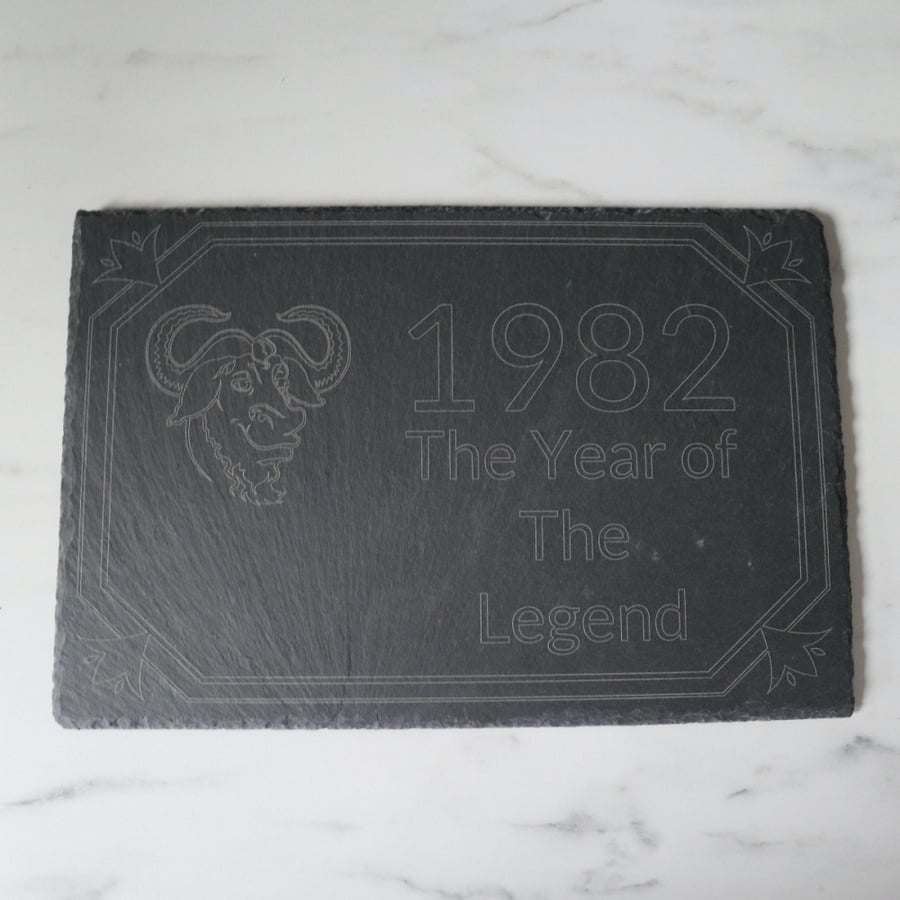 1982
The Year of
The
Legend